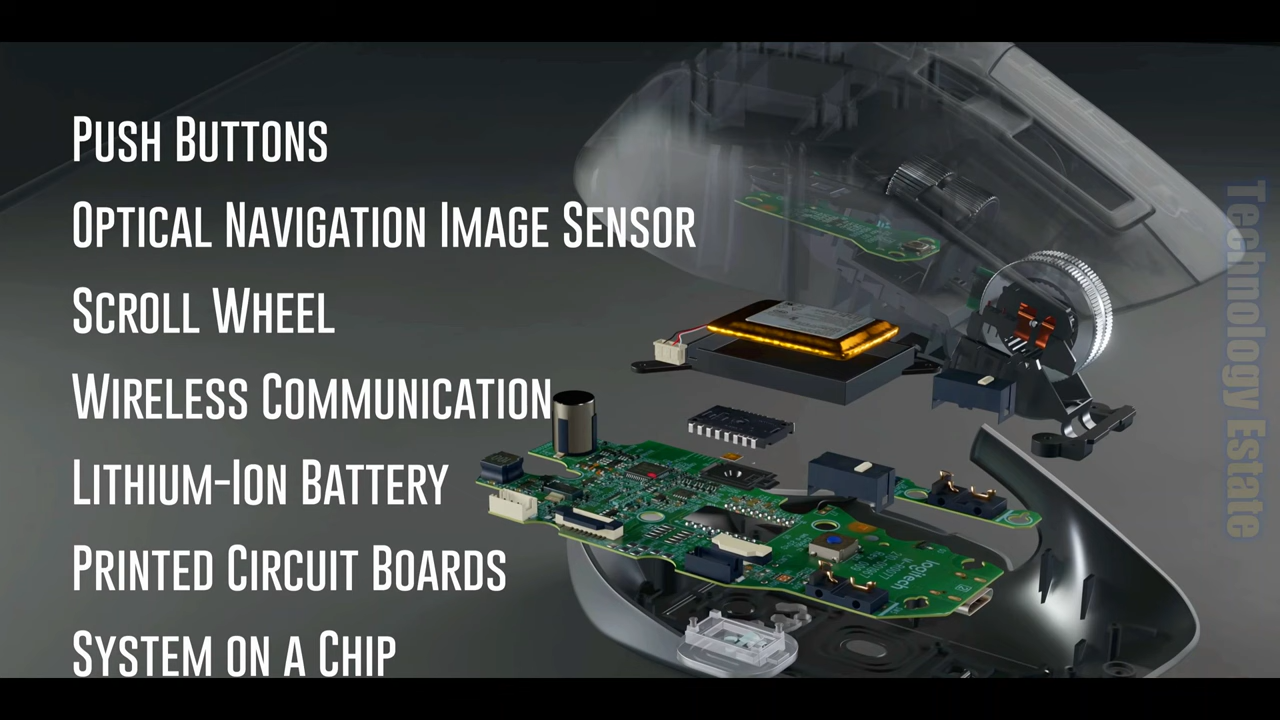 Push Buttons
Optical Navigation Image Sensor
Scroll Wheel
Wireless Communication
Lithium-Ion Battery
Printed Circuit Boards
System on a Chip
Technology Estate
logitech